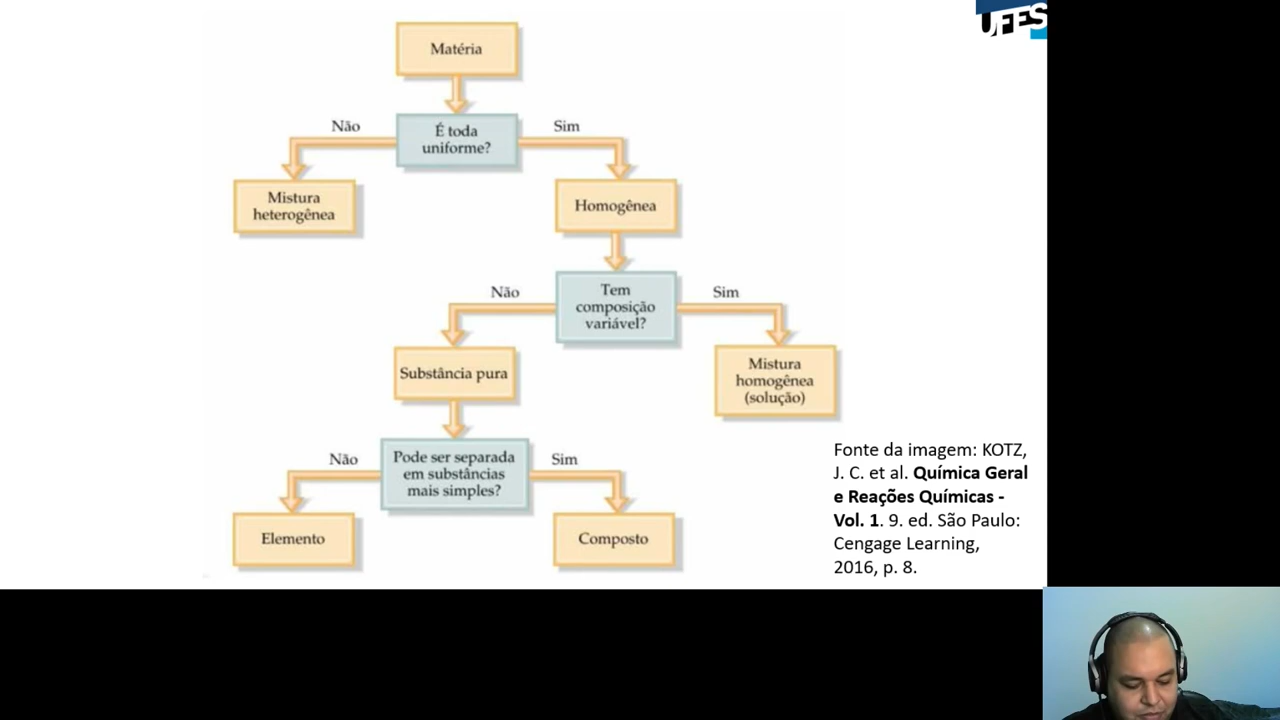 UFES
Matéria
É toda
uniforme?
Não
Sim
Mistura
heterogênea
Homogênea
Tem
composição
variável?
Não
Sim
Substância pura
Mistura
homogênea
(solução)
Pode ser separada
em substâncias
mais simples?
Não
Sim
Elemento
Composto
Fonte da imagem: KOTZ,
J. C. et al. Química Geral
e Reações Químicas -
Vol. 1. 9. ed. São Paulo:
Cengage Learning,
2016, p. 8.